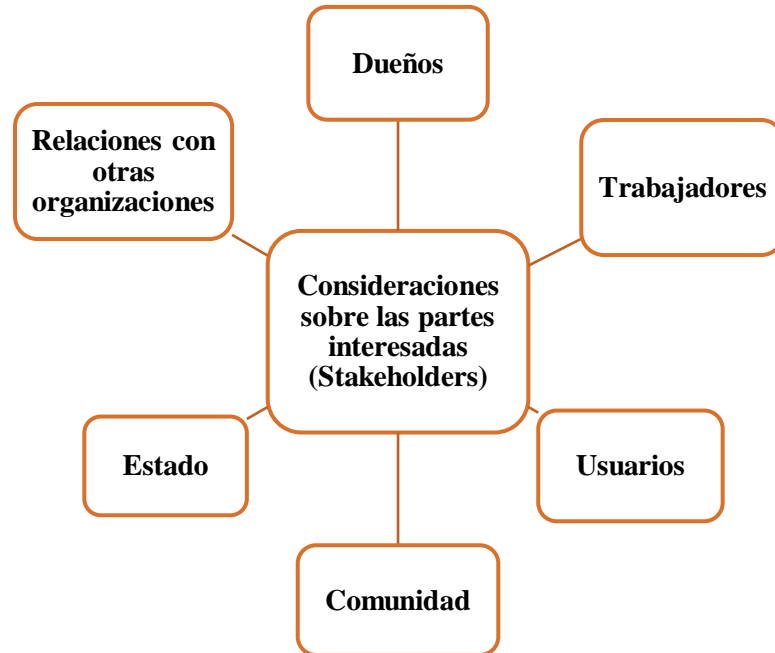 Dueños
Relaciones con
otras
organizaciones
Trabajadores
Consideraciones
sobre las partes
interesadas
(Stakeholders)
Estado
Usuarios
Comunidad